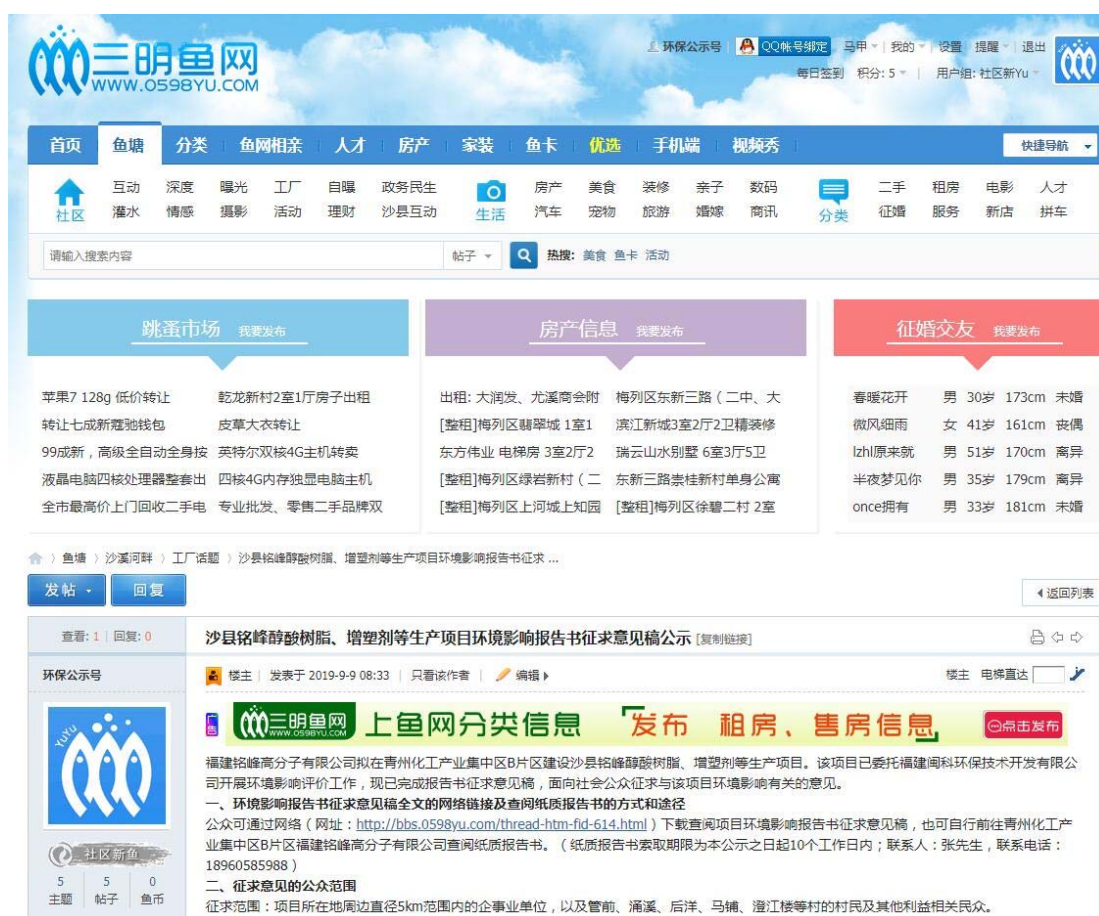 三明鱼网
WWW.0598YU.COM
环保公示号 QQ帐号绑定 马甲 我的 设置 提醒 退出
每日签到 积分: 5 用户组: 社区新Yu
首页 鱼塘 分类 鱼网相亲 人才 房产 家装 鱼卡 优选 手机端 视频秀 快捷导航
互动 深度 曝光 工厂 自曝 政务民生 房产 美食 装修 亲子 数码 二手 租房 电影 人才
社区 灌水 情感 摄影 活动 理财 沙县互动 生活 汽车 宠物 旅游 婚嫁 商讯 分类 征婚 服务 新店 拼车
请输入搜索内容 帖子 热搜: 美食 鱼卡 活动
跳蚤市场 我要发布 房产信息 我要发布 征婚交友 我要发布
苹果7 128g 低价转让 乾龙新村2室1厅房子出租 出租: 大润发、尤溪商会附 梅列区东新三路 ( 二中、大 春暖花开 男 30岁 173cm 未婚
转让七成新蔻驰钱包 皮草大衣转让 [整租]梅列区翡翠城 1室1 滨江新城3室2厅2卫精装修 微风细雨 女 41岁 161cm 丧偶
99成新，高级全自动全身按 英特尔双核4G主机转卖 东方伟业 电梯房 3室2厅2 瑞云山水别墅 6室3厅5卫 lzhl原来就 男 51岁 170cm 离异
液晶电脑四核处理器整套出 四核4G内存独显电脑主机 [整租]梅列区绿岩新村 ( 二 东新三路崇桂新村单身公寓 半夜梦见你 男 35岁 179cm 离异
全市最高价上门回收二手电 专业批发、零售二手品牌双 [整租]梅列区上河城上知园 [整租]梅列区徐碧二村 2室 once拥有 男 33岁 181cm 未婚
鱼塘 〉 沙溪河畔 〉 工厂话题 〉 沙县铭峰醇酸树脂、增塑剂等生产项目环境影响报告书征求 ...
发帖 回复 返回列表
查看: 1 | 回复: 0 沙县铭峰醇酸树脂、增塑剂等生产项目环境影响报告书征求意见稿公示 [复制链接]
环保公示号 楼主 | 发表于 2019-9-9 08:33 | 只看该作者 | 编辑 楼主 电梯直达
三明鱼网 WWW.0598YU.COM 上鱼网分类信息 「发布 租房、售房信息」 点击发布
YuYu
福建铭峰高分子有限公司拟在青州化工产业集中区B片区建设沙县铭峰醇酸树脂、增塑剂等生产项目。该项目已委托福建闽科环保技术开发有限公
司开展环境影响评价工作，现已完成报告书征求意见稿，面向社会公众征求与该项目环境影响有关的意见。
一、环境影响报告书征求意见稿全文的网络链接及查阅纸质报告书的方式和途径
公众可通过网络（网址：http://bbs.0598yu.com/thread-htm-fid-614.html）下载查阅项目环境影响报告书征求意见稿，也可自行前往青州化工产
业集中区B片区福建铭峰高分子有限公司查阅纸质报告书。（纸质报告书索取期限为本公示之日起10个工作日内；联系人：张先生，联系电话：
18960585988）
社区新鱼
5 5 0
主题 帖子 鱼币
二、征求意见的公众范围
征求范围：项目所在地周边直径5km范围内的企事业单位，以及管前、涌溪、后洋、马铺、澄江楼等村的村民及其他利益相关民众。